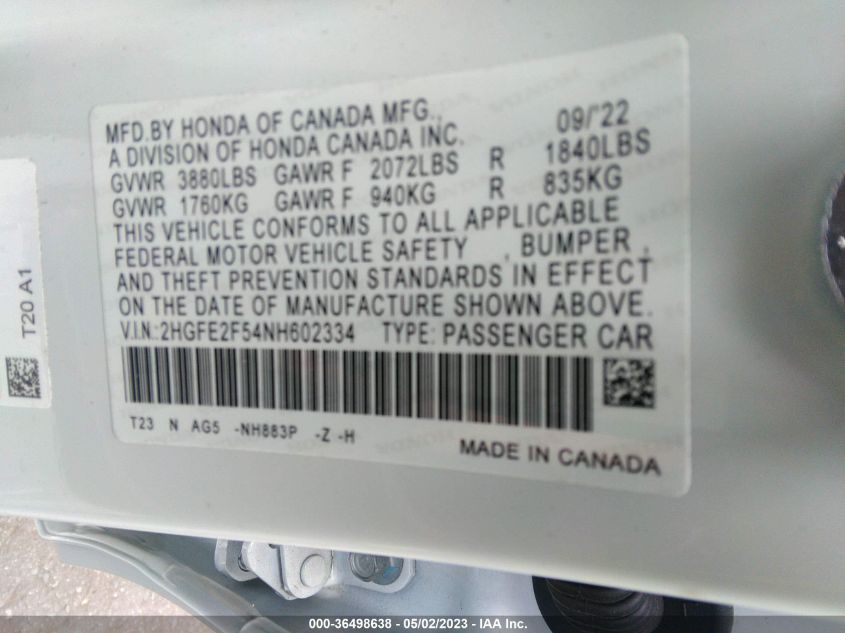 MFD.BY HONDA OF CANADA MFG., 09/'22
A DIVISION OF HONDA CANADA INC.
GVWR 3880LBS GAWR F 2072LBS R 1840LBS
GVWR 1760KG GAWR F 940KG R 835KG
THIS VEHICLE CONFORMS TO ALL APPLICABLE
FEDERAL MOTOR VEHICLE SAFETY , BUMPER ,
AND THEFT PREVENTION STANDARDS IN EFFECT
ON THE DATE OF MANUFACTURE SHOWN ABOVE.
V.I.N.:2HGFE2F54NH602334 TYPE: PASSENGER CAR
T23 N AG5 -NH883P -Z -H
MADE IN CANADA
T20 A1
000-36498638 - 05/02/2023 - IAA Inc.